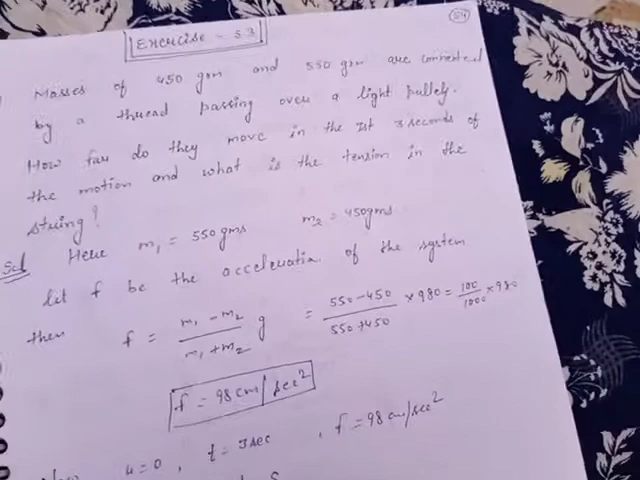 54
Exercise - 5.3
Masses of 450 gm and 550 gm are connected
by a thread passing over a light pulley.
How far do they move in the 1st 3 seconds of
the motion and what is the tension in the
string?
Sol Here m₁ = 550 gms m₂ = 450 gms
let f be the acceleration of the system
then f = (m₁ - m₂)/(m₁ + m₂) g = (550-450)/(550+450) × 980 = 100/1000 × 980
f = 98 cm/sec²
u = 0, t = 3 sec, f = 98 cm/sec²